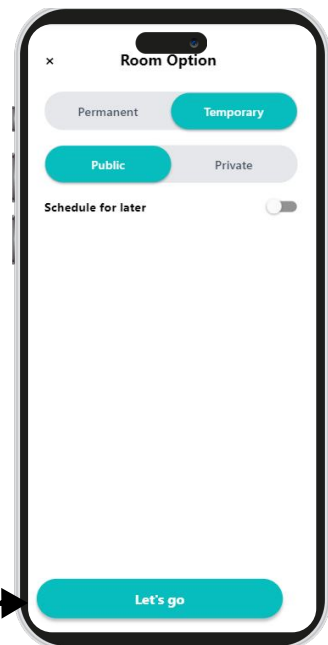 × Room Option
Permanent Temporary
Public Private
Schedule for later
Let's go